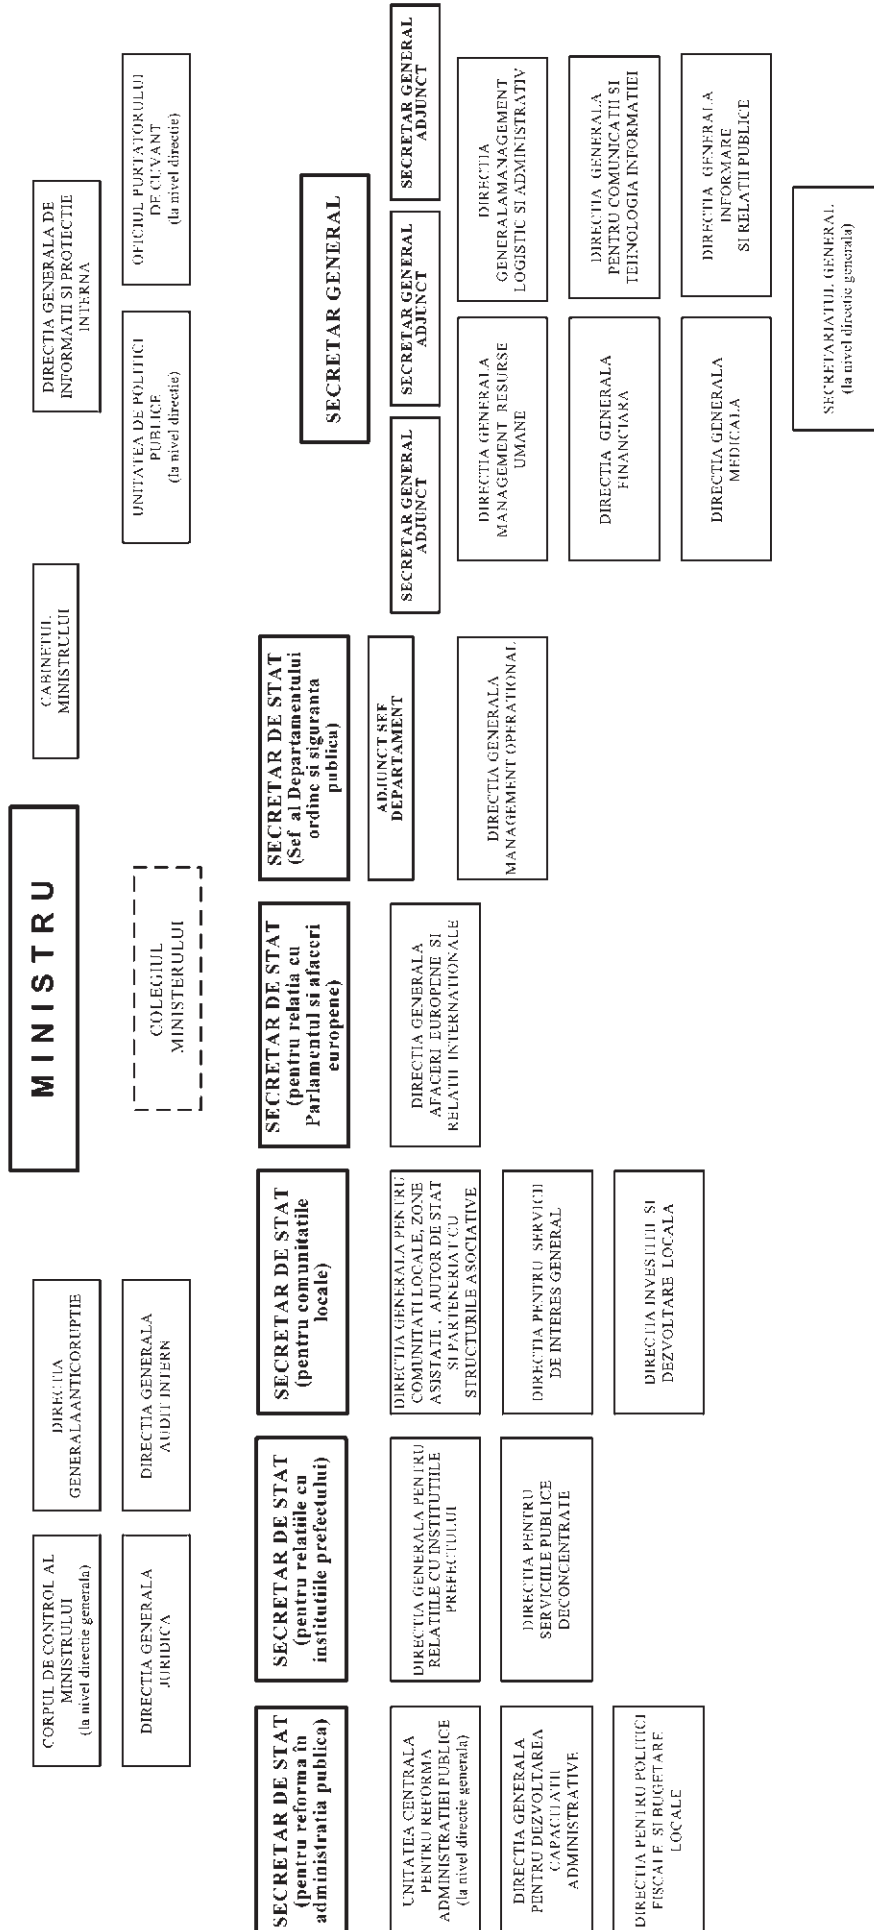 MINISTRU
CORPUL DE CONTROL AL
MINISTRULUI
(la nivel directie generala)
DIRECTIA
GENERALA ANTICORUPTIE
CABINETUL
MINISTRULUI
DIRECTIA GENERALA DE
INFORMATII SI PROTECTIE
INTERNA
DIRECTIA GENERALA
JURIDICA
DIRECTIA GENERALA
AUDIT INTERN
COLEGIUL
MINISTERULUI
UNITATEA DE POLITICI
PUBLICE
(la nivel directie)
OFICIUL PURTATORULUI
DE CUVANT
(la nivel directie)
SECRETAR DE STAT
(pentru reforma în
administratia publica)
SECRETAR DE STAT
(pentru relatiile cu
institutiile prefectului)
SECRETAR DE STAT
(pentru comunitatile
locale)
SECRETAR DE STAT
(pentru relatia cu
Parlamentul si afaceri
europene)
SECRETAR DE STAT
(Sef al Departamentului
ordine si siguranta
publica)
SECRETAR GENERAL
ADJUNCT SEF
DEPARTAMENT
SECRETAR GENERAL
ADJUNCT
SECRETAR GENERAL
ADJUNCT
SECRETAR GENERAL
ADJUNCT
UNITATEA CENTRALA
PENTRU REFORMA
ADMINISTRATIEI PUBLICE
(la nivel directie generala)
DIRECTIA GENERALA PENTRU
RELATIILE CU INSTITUTIILE
PREFECTULUI
DIRECTIA GENERALA PENTRU
COMUNITATI LOCALE, ZONE
ASISTATE , AJUTOR DE STAT
SI PARTENERIAT CU
STRUCTURILE ASOCIATIVE
DIRECTIA GENERALA
AFACERI EUROPENE SI
RELATII INTERNATIONALE
DIRECTIA GENERALA
MANAGEMENT OPERATIONAL
DIRECTIA GENERALA
MANAGEMENT RESURSE
UMANE
DIRECTIA
GENERALAMANAGEMENT
LOGISTIC SI ADMINISTRATIV
DIRECTIA GENERALA
PENTRU DEZVOLTAREA
CAPACITATII
ADMINISTRATIVE
DIRECTIA PENTRU
SERVICIILE PUBLICE
DECONCENTRATE
DIRECTIA PENTRU SERVICII
DE INTERES GENERAL
DIRECTIA GENERALA
FINANCIARA
DIRECTIA GENERALA
PENTRU COMUNICATII SI
TEHNOLOGIA INFORMATIEI
DIRECTIA PENTRU POLITICI
FISCALE SI BUGETARE
LOCALE
DIRECTIA INVESTITII SI
DEZVOLTARE LOCALA
DIRECTIA GENERALA
MEDICALA
DIRECTIA GENERALA
INFORMARE
SI RELATII PUBLICE
SECRETARIATUL GENERAL
(la nivel directie generala)